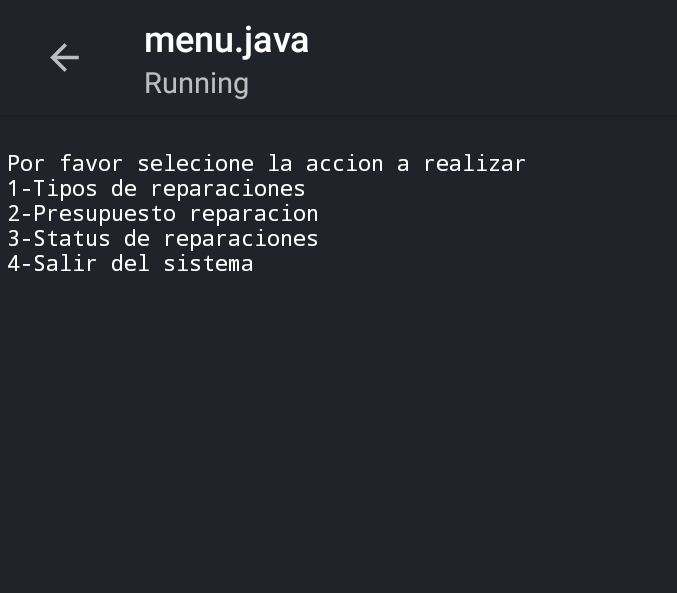 menu.java
Running
Por favor selecione la accion a realizar
1-Tipos de reparaciones
2-Presupuesto reparacion
3-Status de reparaciones
4-Salir del sistema